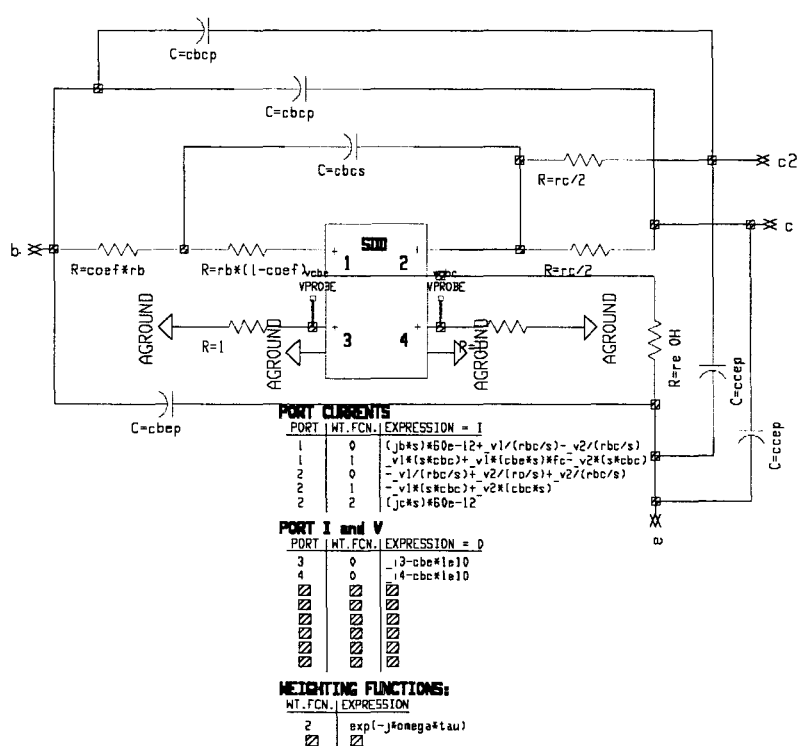 C=cbcp
C=cbcp
C=cbcs
R=rc/2
c2
c
b
R=coef*rb
R=rb*(1-coef)
SDD
+
1
2
+
R=rc/2
vcbe
VPROBE
vcbc
VPROBE
AGROUND
R=1
AGROUND
+
3
4
+
R=1
AGROUND
R=re OH
C=ccep
C=ccep
C=cbep
e
PORT CURRENTS
PORT WT.FCN. EXPRESSION = I
1 0 (jb*s)*60e-12+_v1/(rbc/s)-_v2/(rbc/s)
1 1 _v1*(s*cbc)+_v1*(cbe*s)*fc-_v2*(s*cbc)
2 0 -_v1/(rbc/s)+_v2/(ro/s)+_v2/(rbc/s)
2 1 -_v1*(s*cbc)+_v2*(cbc*s)
2 2 (jc*s)*60e-12
PORT I and V
PORT WT.FCN. EXPRESSION = 0
3 0 _i3-cbe*1e10
4 0 _i4-cbc*1e10
WEIGHTING FUNCTIONS:
WT.FCN. EXPRESSION
2 exp(-j*omega*tau)